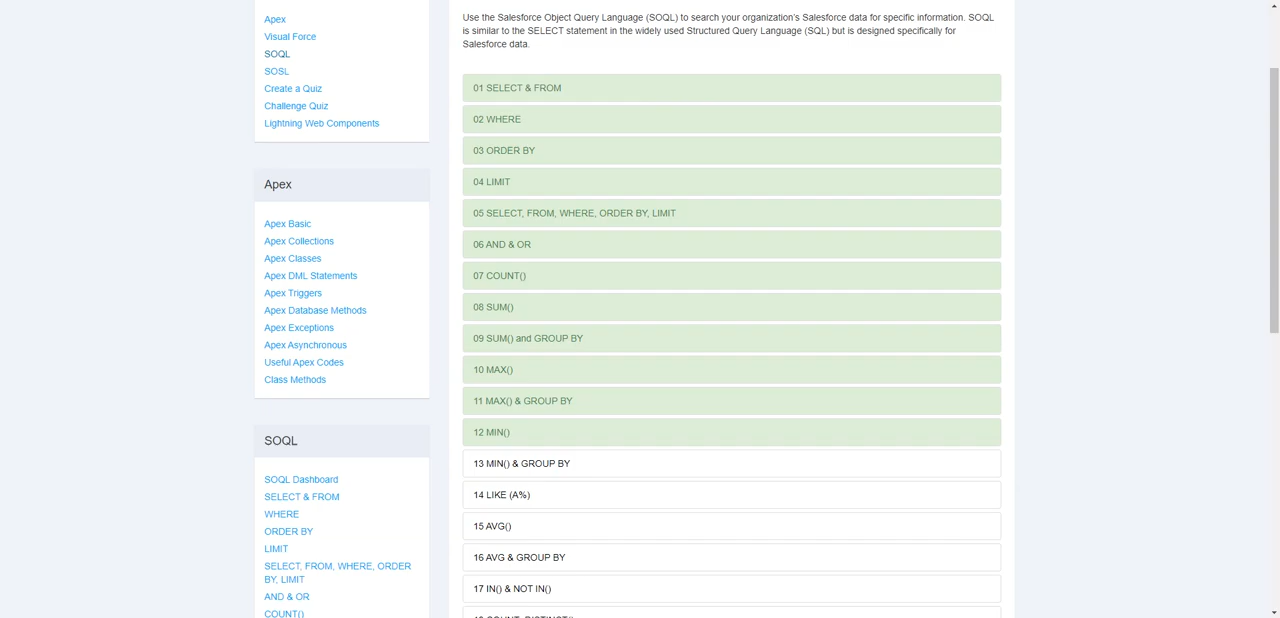 Apex
Visual Force
SOQL
SOSL
Create a Quiz
Challenge Quiz
Lightning Web Components
Apex
Apex Basic
Apex Collections
Apex Classes
Apex DML Statements
Apex Triggers
Apex Database Methods
Apex Exceptions
Apex Asynchronous
Useful Apex Codes
Class Methods
SOQL
SOQL Dashboard
SELECT & FROM
WHERE
ORDER BY
LIMIT
SELECT, FROM, WHERE, ORDER
BY, LIMIT
AND & OR
COUNT()
Use the Salesforce Object Query Language (SOQL) to search your organization's Salesforce data for specific information. SOQL
is similar to the SELECT statement in the widely used Structured Query Language (SQL) but is designed specifically for
Salesforce data.
01 SELECT & FROM
02 WHERE
03 ORDER BY
04 LIMIT
05 SELECT, FROM, WHERE, ORDER BY, LIMIT
06 AND & OR
07 COUNT()
08 SUM()
09 SUM() and GROUP BY
10 MAX()
11 MAX() & GROUP BY
12 MIN()
13 MIN() & GROUP BY
14 LIKE (A%)
15 AVG()
16 AVG & GROUP BY
17 IN() & NOT IN()